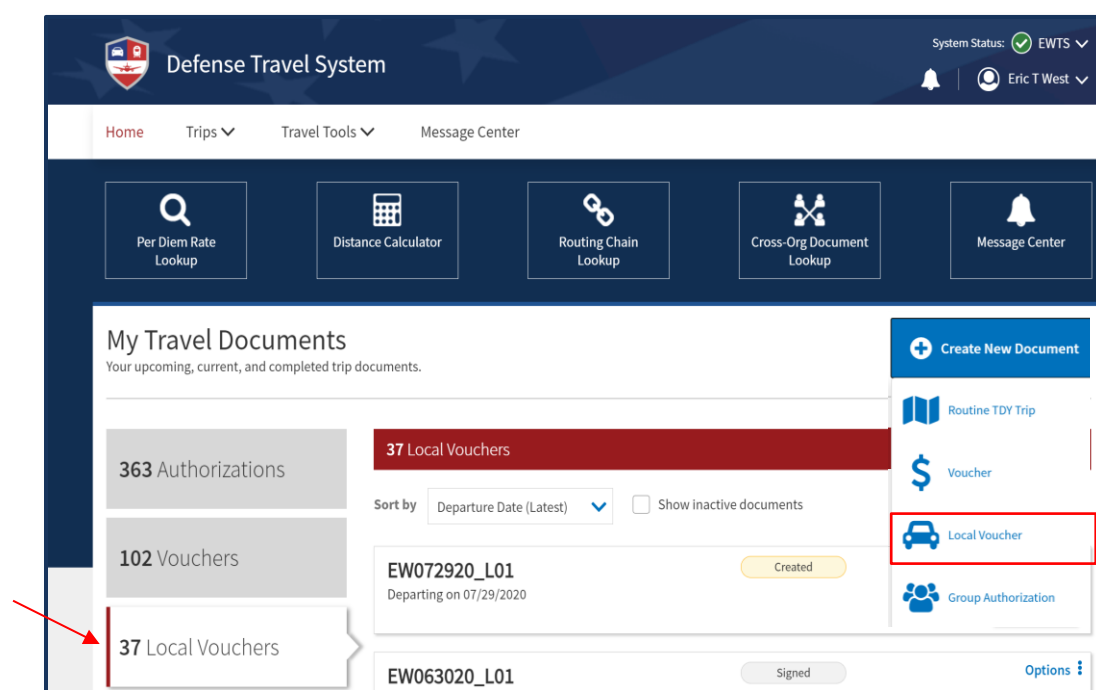 System Status: EWTS
Defense Travel System
Eric T West
Home Trips Travel Tools Message Center
Per Diem Rate
Lookup
Distance Calculator
Routing Chain
Lookup
Cross-Org Document
Lookup
Message Center
My Travel Documents
Your upcoming, current, and completed trip documents.
Create New Document
Routine TDY Trip
Voucher
Local Voucher
Group Authorization
363 Authorizations
102 Vouchers
37 Local Vouchers
37 Local Vouchers
Sort by Departure Date (Latest) Show inactive documents
EW072920_L01 Created
Departing on 07/29/2020
EW063020_L01 Signed Options